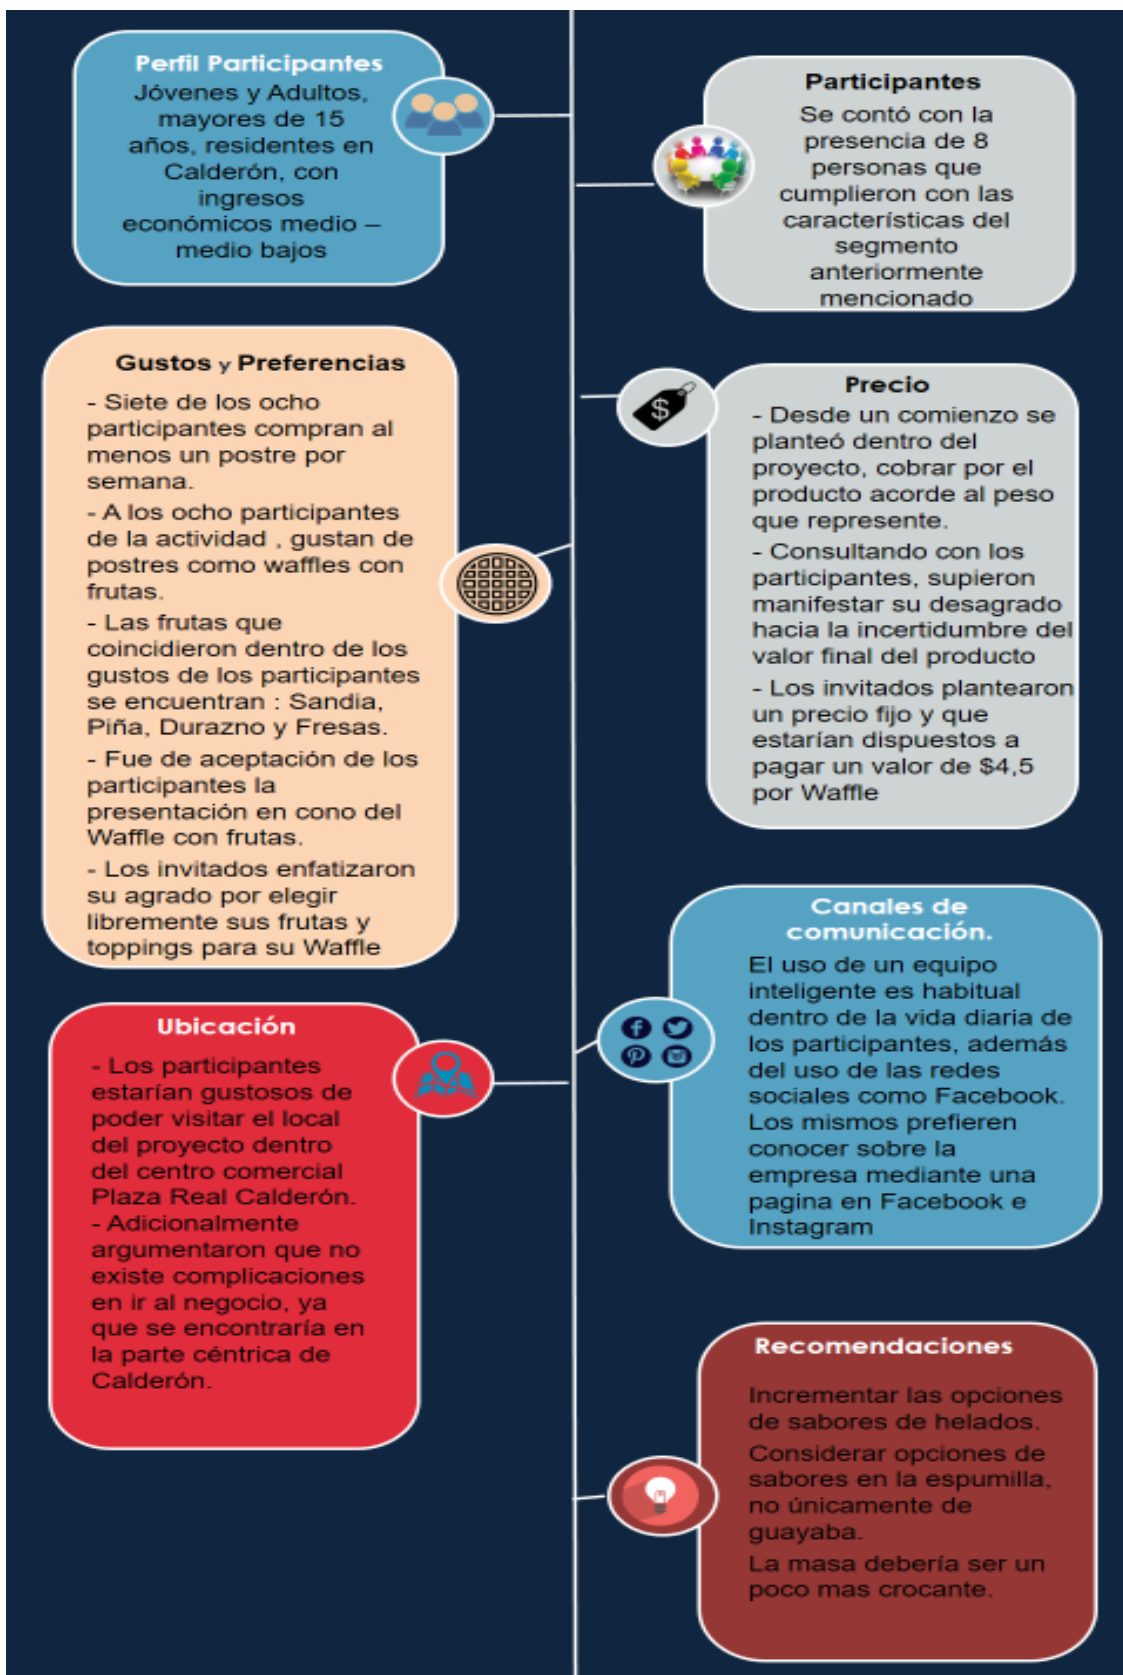 Perfil Participantes
Jóvenes y Adultos,
mayores de 15
años, residentes en
Calderón, con
ingresos
económicos medio –
medio bajos
Participantes
Se contó con la
presencia de 8
personas que
cumplieron con las
características del
segmento
anteriormente
mencionado
Gustos y Preferencias
- Siete de los ocho
participantes compran al
menos un postre por
semana.
- A los ocho participantes
de la actividad , gustan de
postres como waffles con
frutas.
- Las frutas que
coincidieron dentro de los
gustos de los participantes
se encuentran : Sandia,
Piña, Durazno y Fresas.
- Fue de aceptación de los
participantes la
presentación en cono del
Waffle con frutas.
- Los invitados enfatizaron
su agrado por elegir
libremente sus frutas y
toppings para su Waffle
$
Precio
- Desde un comienzo se
planteó dentro del
proyecto, cobrar por el
producto acorde al peso
que represente.
- Consultando con los
participantes, supieron
manifestar su desagrado
hacia la incertidumbre del
valor final del producto
- Los invitados plantearon
un precio fijo y que
estarían dispuestos a
pagar un valor de $4,5
por Waffle
Canales de
comunicación.
El uso de un equipo
inteligente es habitual
dentro de la vida diaria de
los participantes, además
del uso de las redes
sociales como Facebook.
Los mismos prefieren
conocer sobre la
empresa mediante una
pagina en Facebook e
Instagram
Ubicación
- Los participantes
estarían gustosos de
poder visitar el local
del proyecto dentro
del centro comercial
Plaza Real Calderón.
- Adicionalmente
argumentaron que no
existe complicaciones
en ir al negocio, ya
que se encontraría en
la parte céntrica de
Calderón.
Recomendaciones
Incrementar las opciones
de sabores de helados.
Considerar opciones de
sabores en la espumilla,
no únicamente de
guayaba.
La masa debería ser un
poco mas crocante.